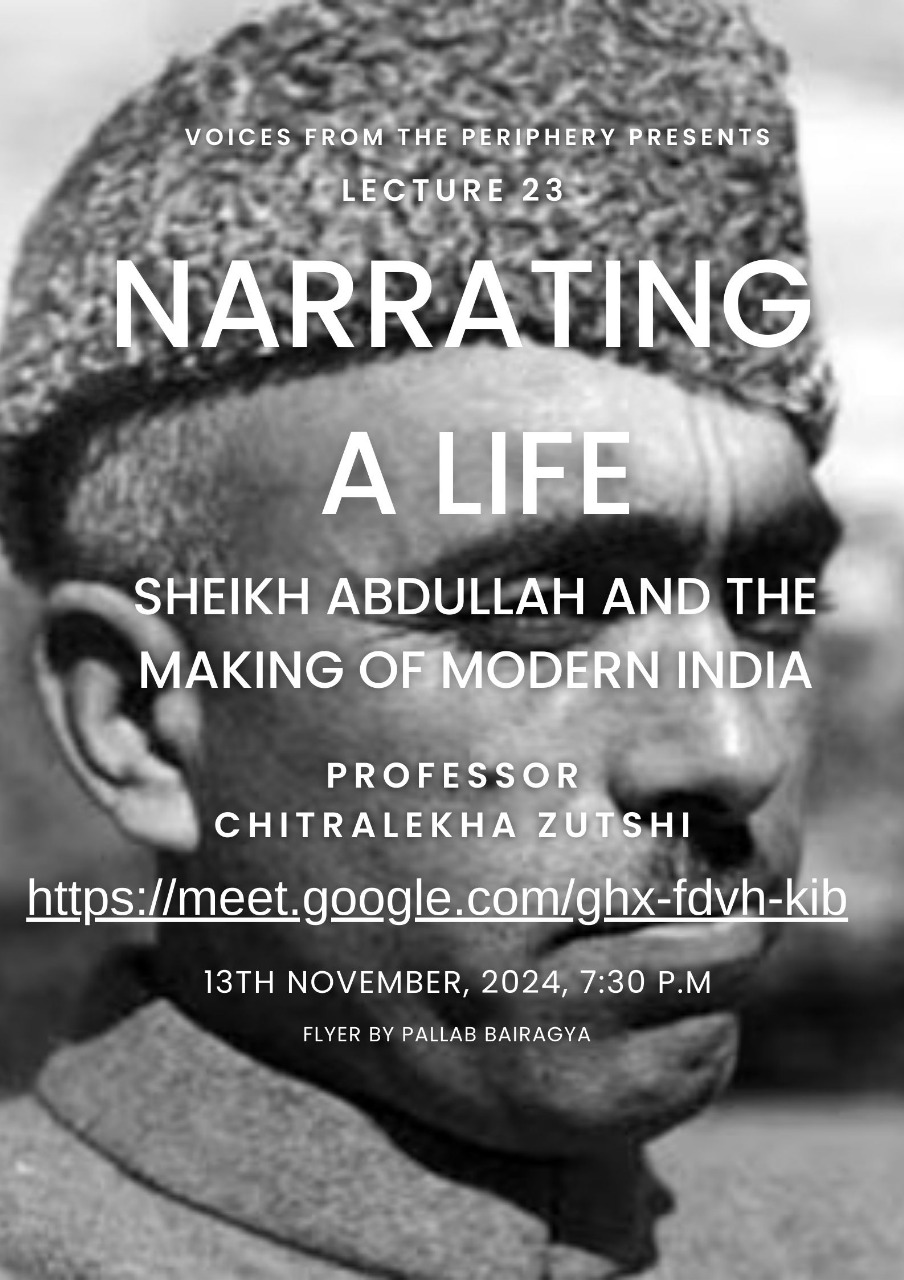 VOICES FROM THE PERIPHERY PRESENTS
LECTURE 23
NARRATING
A LIFE
SHEIKH ABDULLAH AND THE
MAKING OF MODERN INDIA
PROFESSOR
CHITRALEKHA ZUTSHI
https://meet.google.com/ghx-fdvh-kib
13TH NOVEMBER, 2024, 7:30 P.M
FLYER BY PALLAB BAIRAGYA